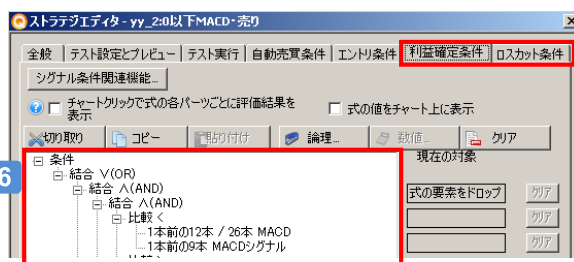 ストラテジエディタ - yy_2:0以下MACD・売り
全般 テスト設定とプレビュー テスト実行 自動売買条件 エントリ条件 利益確定条件 ロスカット条件
シグナル条件関連機能...
チャートクリックで式の各パーツごとに評価結果を
表示
式の値をチャート上に表示
切り取り コピー 貼り付け 論理... 数値... クリア
6
条件
結合 ∨(OR)
結合 ∧(AND)
結合 ∧(AND)
比較 <
1本前の12本 / 26本 MACD
1本前の9本 MACDシグナル
現在の対象
式の要素をドロップ クリア
クリア
クリア